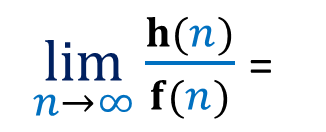 lim h(n)/f(n) =
n→∞